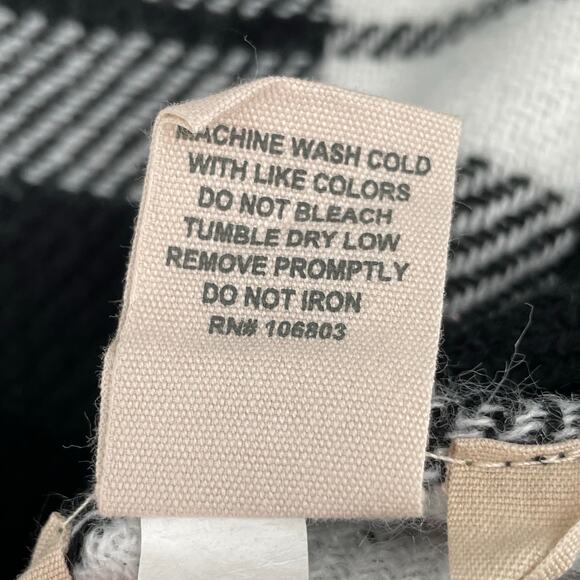 MACHINE WASH COLD
WITH LIKE COLORS
DO NOT BLEACH
TUMBLE DRY LOW
REMOVE PROMPTLY
DO NOT IRON
RN# 106803